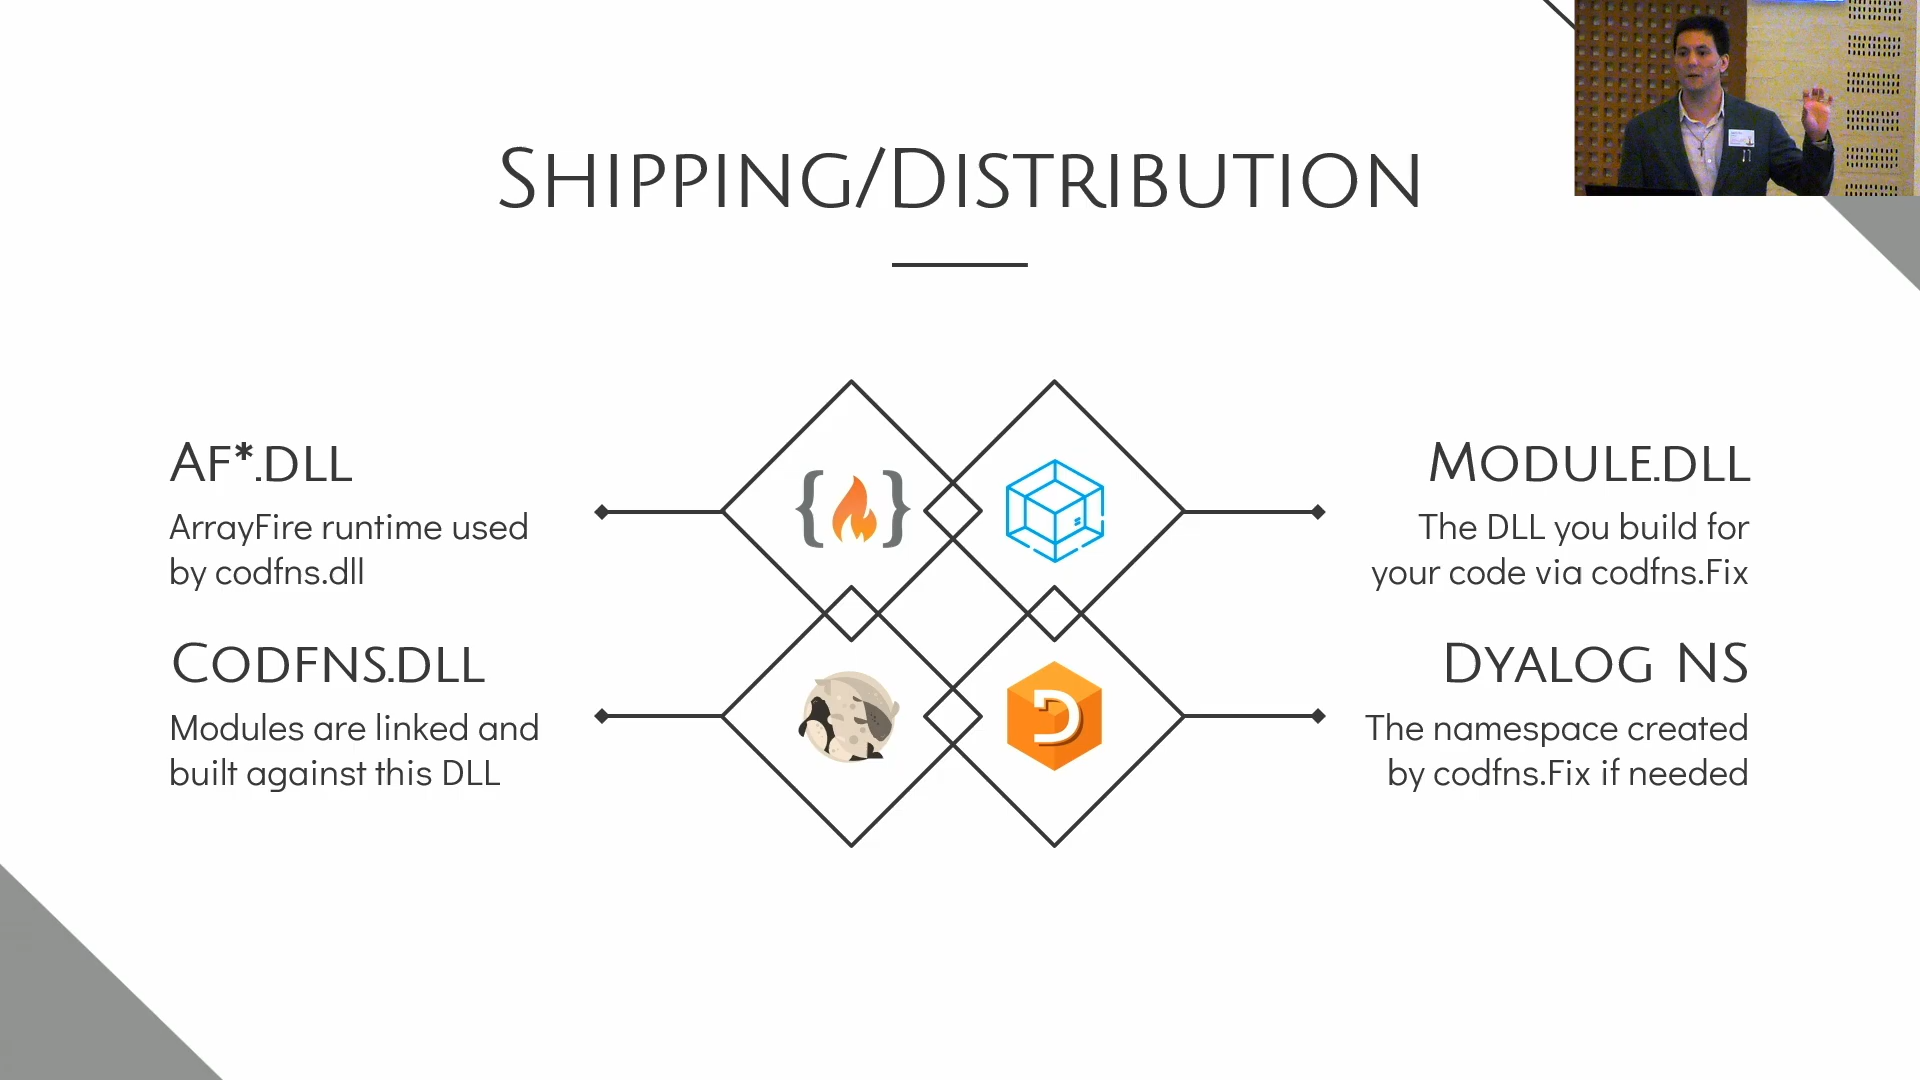 SHIPPING/DISTRIBUTION
AF*.DLL
ArrayFire runtime used
by codfns.dll
CODFNS.DLL
Modules are linked and
built against this DLL
MODULE.DLL
The DLL you build for
your code via codfns.Fix
DYALOG NS
The namespace created
by codfns.Fix if needed